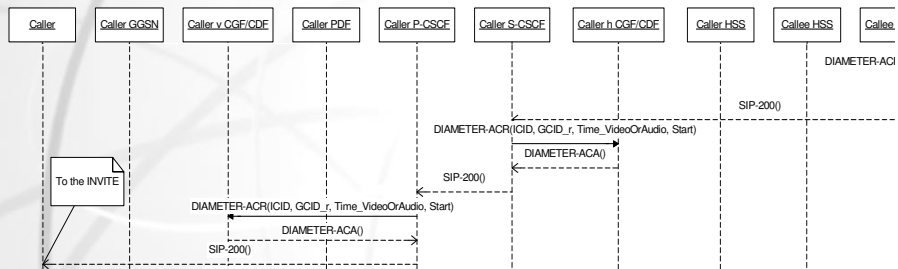 Caller
Caller GGSN
Caller v CGF/CDF
Caller PDF
Caller P-CSCF
Caller S-CSCF
Caller h CGF/CDF
Caller HSS
Callee HSS
Callee
DIAMETER-AC
SIP-200()
DIAMETER-ACR(ICID, GCID_r, Time_VideoOrAudio, Start)
DIAMETER-ACA()
SIP-200()
To the INVITE
DIAMETER-ACR(ICID, GCID_r, Time_VideoOrAudio, Start)
DIAMETER-ACA()
SIP-200()